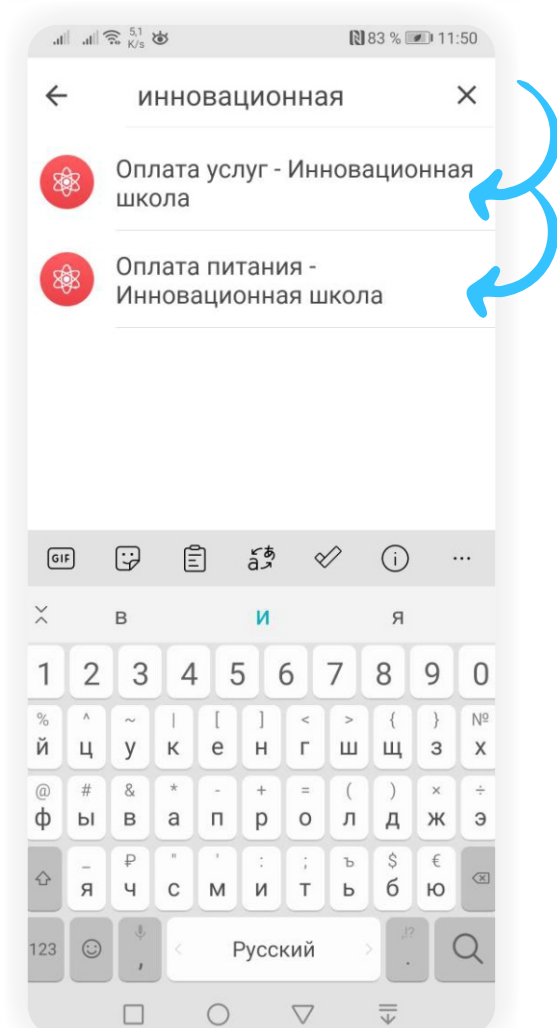 5,1
K/s
83 % 11:50
инновационная
Оплата услуг - Инновационная
школа
Оплата питания -
Инновационная школа
GIF
в и я
1 2 3 4 5 6 7 8 9 0
% ^ ~ | [ ] < > { } №
й ц у к е н г ш щ з х
@ # & * - + = ( ) × ÷
ф ы в а п р о л д ж э
_ ₽ " ' : ; ъ $ €
я ч с м и т ь б ю
,!?
123 , < Русский > .